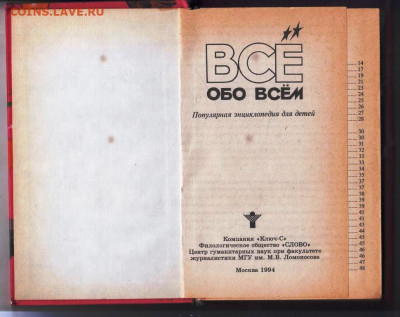 COINS.LAVE.RU
ВСЁ
ОБО ВСЁМ
Популярная энциклопедия для детей
Компания «Ключ-С»
Филологическое общество «СЛОВО»
Центр гуманитарных наук при факультете
журналистики МГУ им. М.В. Ломоносова
Москва 1994